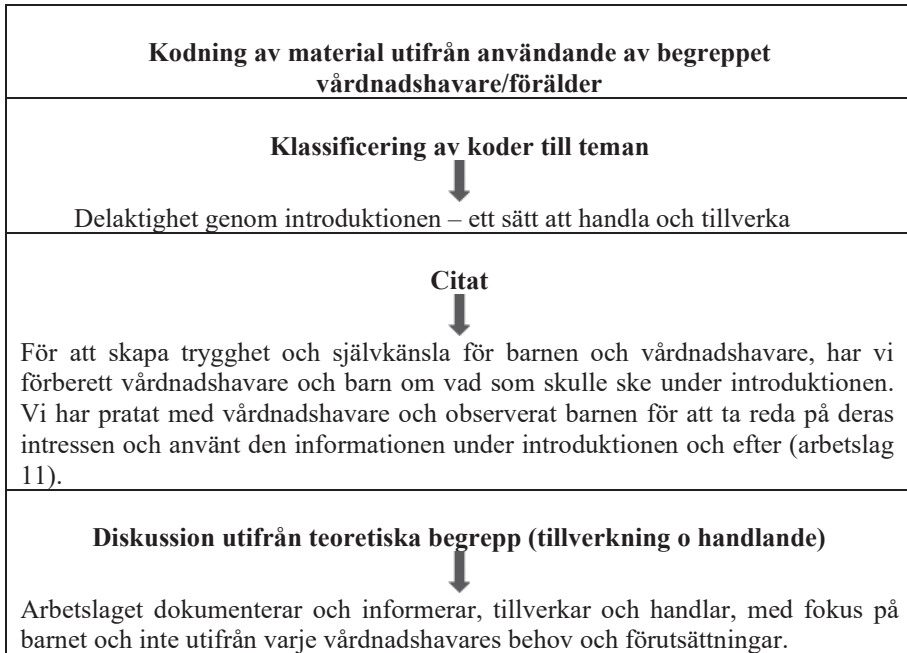 Kodning av material utifrån användande av begreppet
vårdnadshavare/förälder
Klassificering av koder till teman
Delaktighet genom introduktionen – ett sätt att handla och tillverka
Citat
För att skapa trygghet och självkänsla för barnen och vårdnadshavare, har vi
förberett vårdnadshavare och barn om vad som skulle ske under introduktionen.
Vi har pratat med vårdnadshavare och observerat barnen för att ta reda på deras
intressen och använt den informationen under introduktionen och efter (arbetslag
11).
Diskussion utifrån teoretiska begrepp (tillverkning o handlande)
Arbetslaget dokumenterar och informerar, tillverkar och handlar, med fokus på
barnet och inte utifrån varje vårdnadshavares behov och förutsättningar.